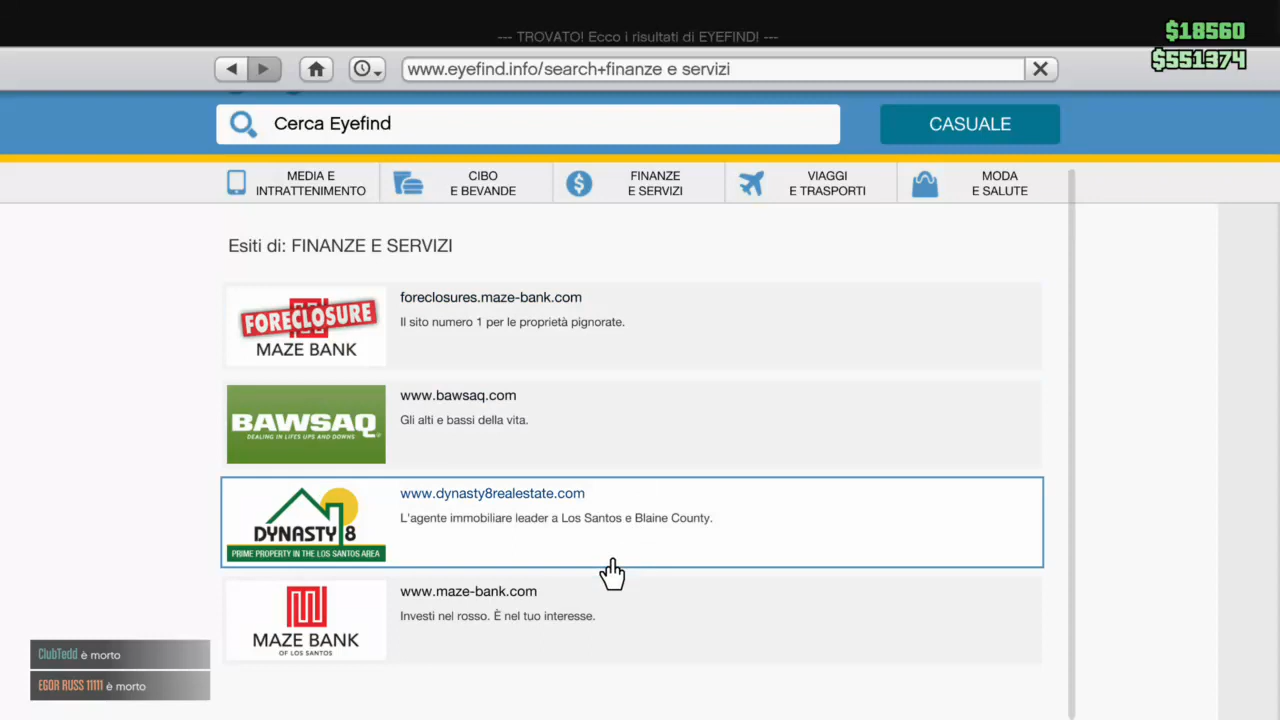 --- TROVATO! Ecco i risultati di EYEFIND! ---
$18560
$551374
www.eyefind.info/search+finanze e servizi
Cerca Eyefind
CASUALE
MEDIA E
INTRATTENIMENTO
CIBO
E BEVANDE
FINANZE
E SERVIZI
VIAGGI
E TRASPORTI
MODA
E SALUTE
Esiti di: FINANZE E SERVIZI
FORECLOSURE
MAZE BANK
foreclosures.maze-bank.com
Il sito numero 1 per le proprietà pignorate.
BAWSAQ
DEALING IN LIFES UPS AND DOWNS
www.bawsaq.com
Gli alti e bassi della vita.
DYNASTY 8
PRIME PROPERTY IN THE LOS SANTOS AREA
www.dynasty8realestate.com
L'agente immobiliare leader a Los Santos e Blaine County.
MAZE BANK
OF LOS SANTOS
www.maze-bank.com
Investi nel rosso. È nel tuo interesse.
ClubTedd è morto
EGOR RUSS 11111 è morto